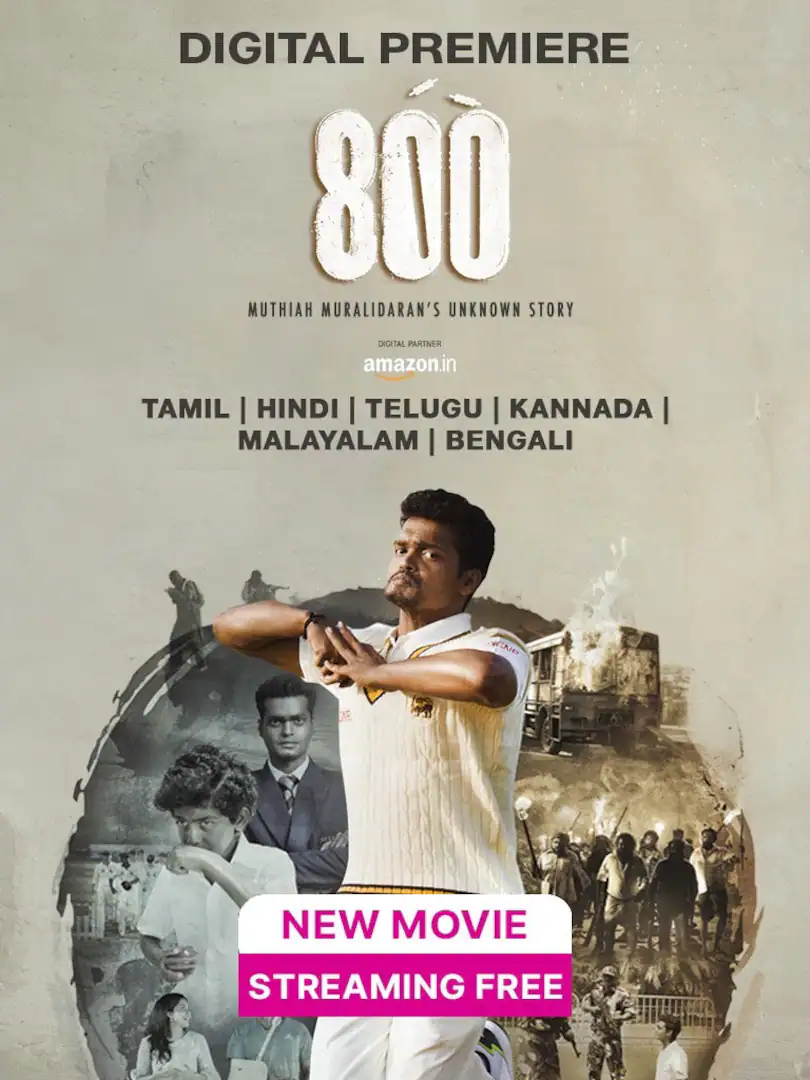 DIGITAL PREMIERE
800
MUTHIAH MURALIDARAN'S UNKNOWN STORY
DIGITAL PARTNER
amazon.in
TAMIL | HINDI | TELUGU | KANNADA |
MALAYALAM | BENGALI
NEW MOVIE
STREAMING FREE